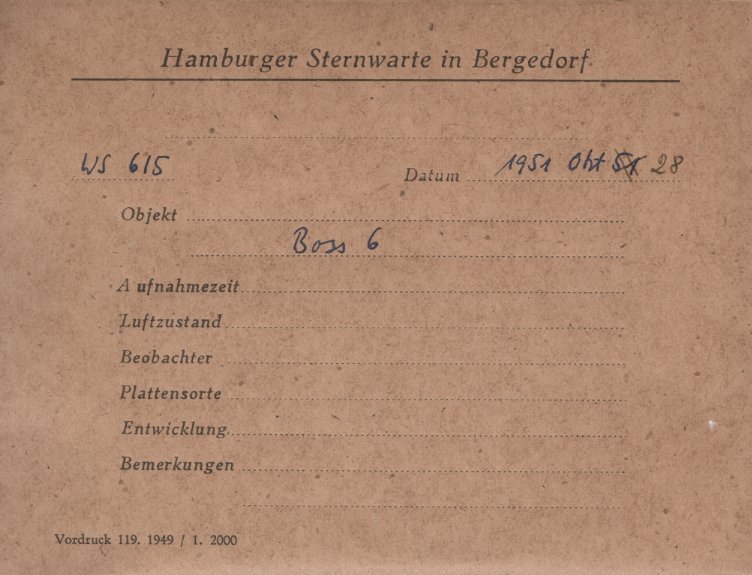 Hamburger Sternwarte in Bergedorf
WS 615 Datum 1951 Okt 28
Objekt
Boss 6
Aufnahmezeit
Luftzustand
Beobachter
Plattensorte
Entwicklung
Bemerkungen
Vordruck 119. 1949 / 1. 2000